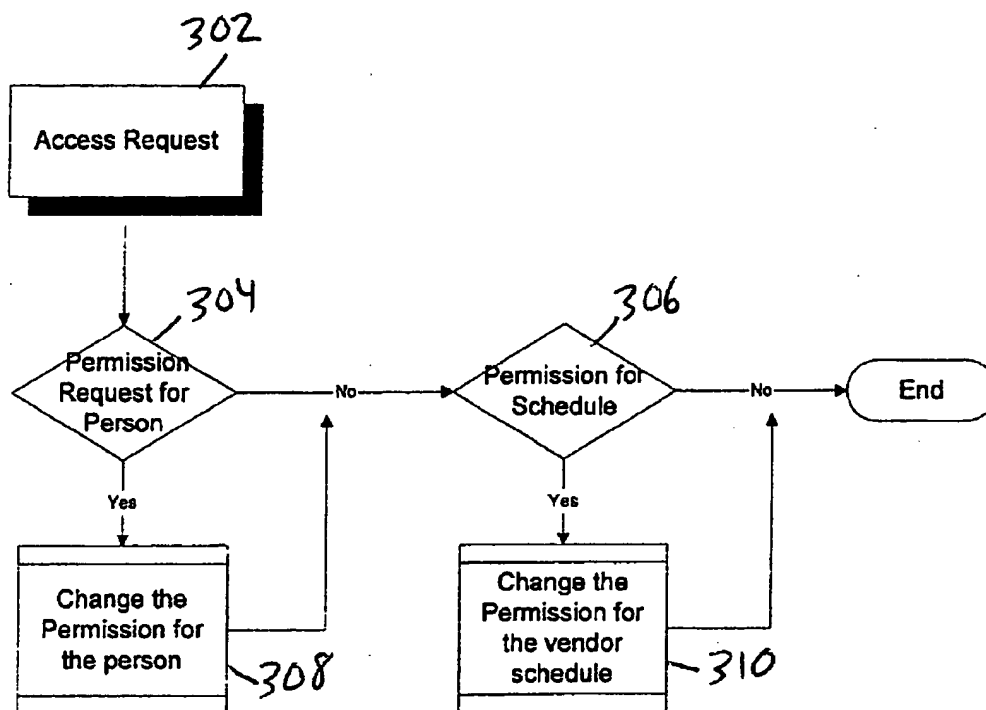 302
Access Request
304
Permission
Request for
Person
No
306
Permission for
Schedule
No
End
Yes
Yes
Change the
Permission for
the person
308
Change the
Permission for
the vendor
schedule
310